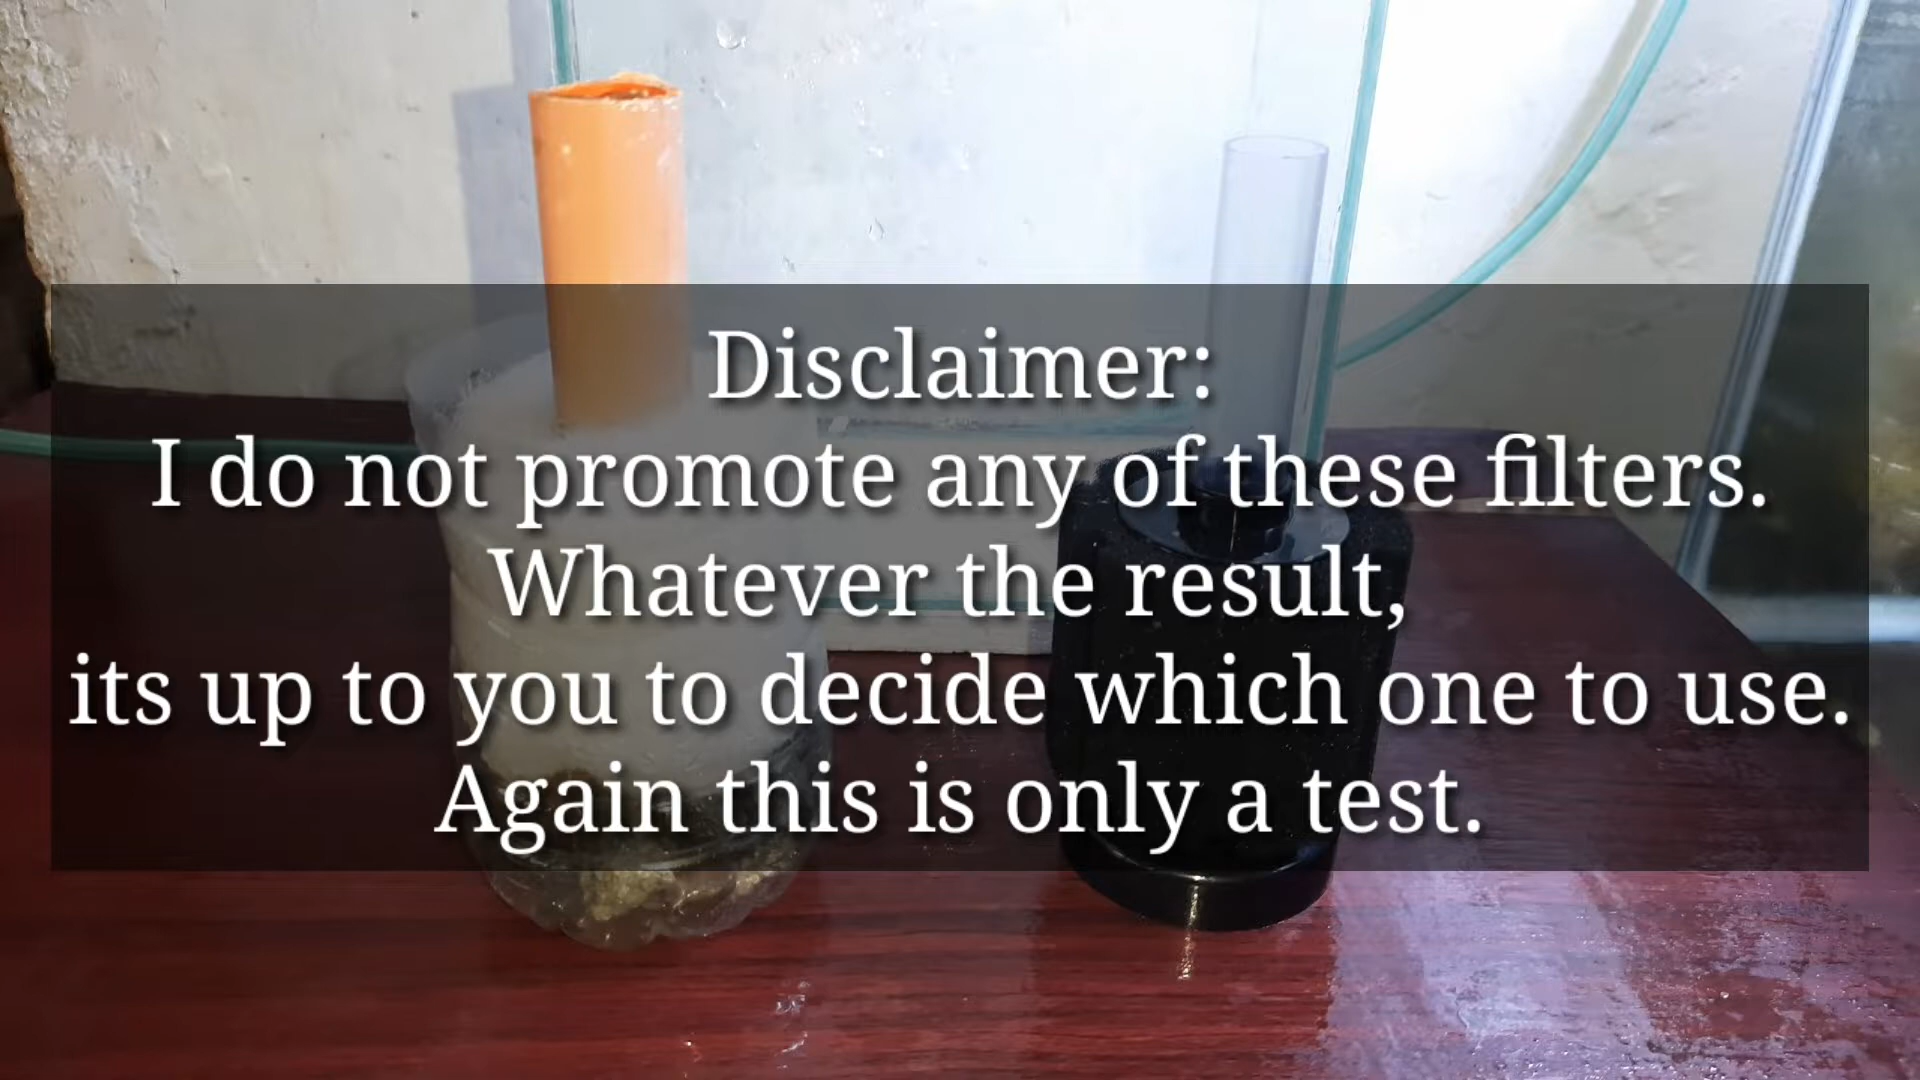 Disclaimer:
I do not promote any of these filters.
Whatever the result,
its up to you to decide which one to use.
Again this is only a test.